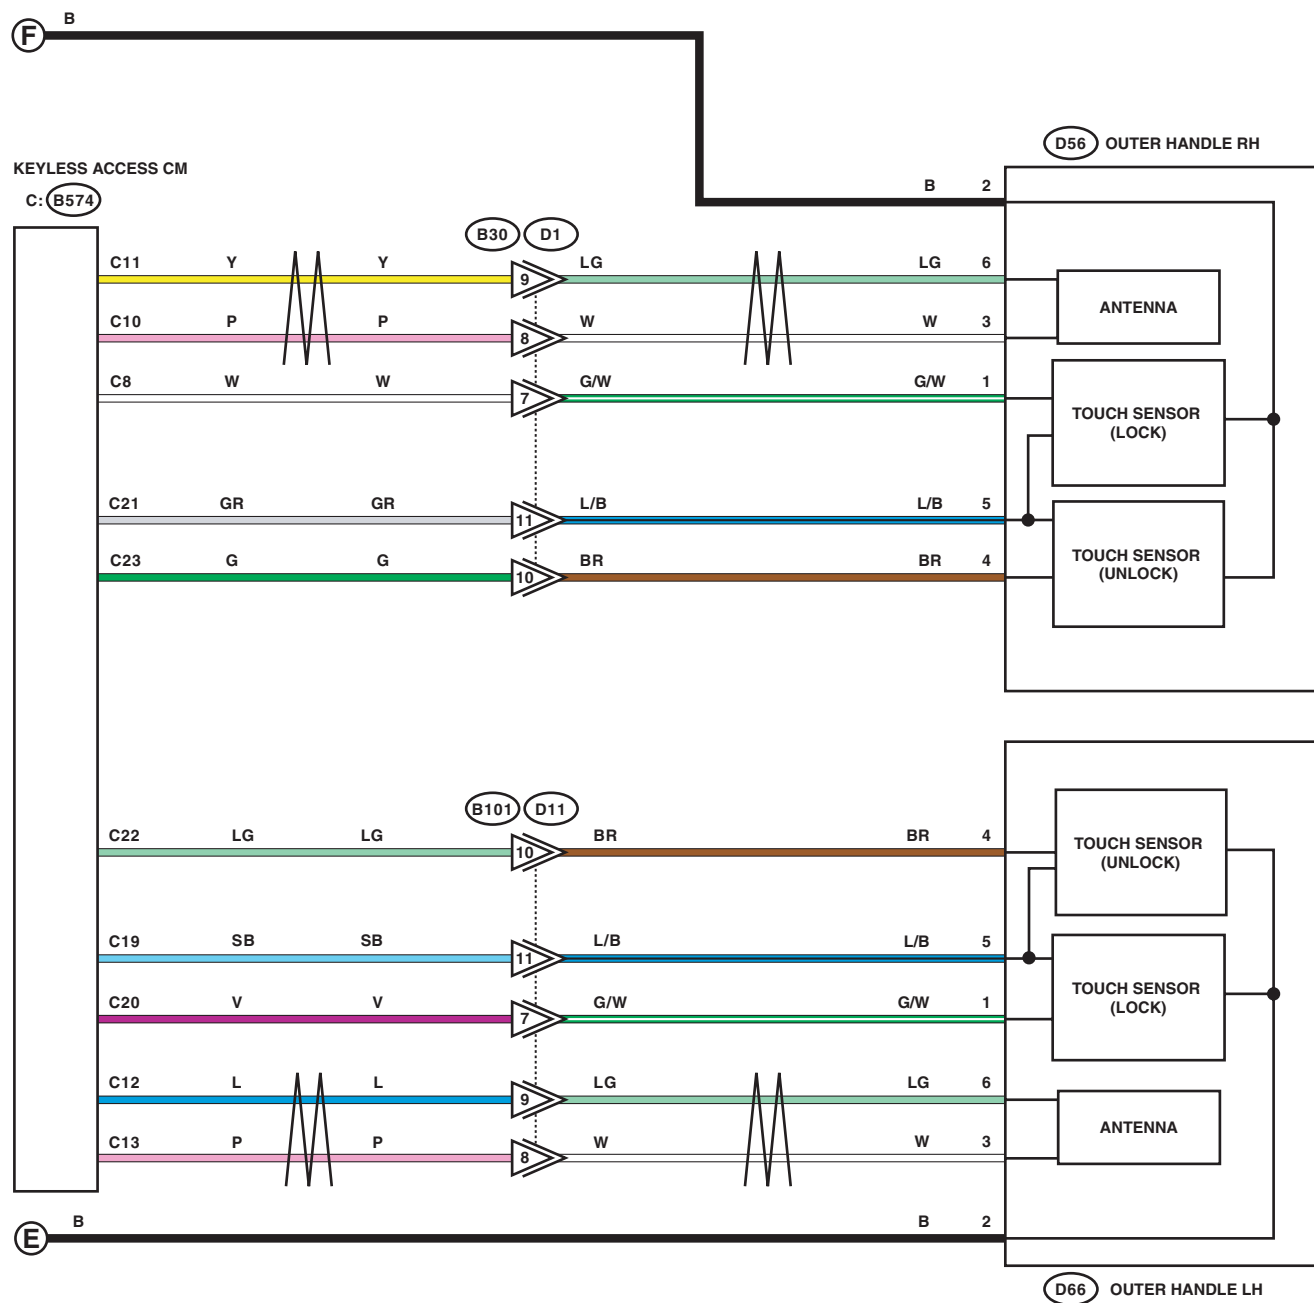 B
F
D56 OUTER HANDLE RH
KEYLESS ACCESS CM
B 2
C: B574
B30 D1
C11 Y Y LG LG 6
9
ANTENNA
C10 P P W W 3
8
C8 W W G/W G/W 1
7
TOUCH SENSOR
(LOCK)
C21 GR GR L/B L/B 5
11
C23 G G BR BR 4
10
TOUCH SENSOR
(UNLOCK)
B101 D11
C22 LG LG BR BR 4
10
TOUCH SENSOR
(UNLOCK)
C19 SB SB L/B L/B 5
11
C20 V V G/W G/W 1
7
TOUCH SENSOR
(LOCK)
C12 L L LG LG 6
9
ANTENNA
C13 P P W W 3
8
B B 2
E
D66 OUTER HANDLE LH